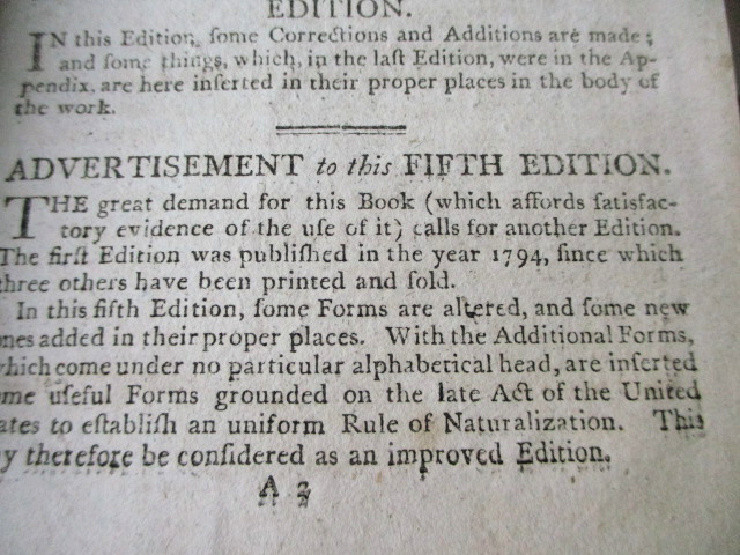 EDITION.
IN this Edition, ſome Corrections and Additions are made;
and ſome things, which, in the laſt Edition, were in the Ap-
pendix, are here inſerted in their proper places in the body of
the work.
ADVERTISEMENT to this FIFTH EDITION.
THE great demand for this Book (which affords ſatisfac-
tory evidence of the uſe of it) calls for another Edition.
The firſt Edition was publiſhed in the year 1794, ſince which
three others have been printed and ſold.
In this fifth Edition, ſome Forms are altered, and ſome new
nes added in their proper places. With the Additional Forms,
hich come under no particular alphabetical head, are inſerted
me uſeful Forms grounded on the late Act of the United
ates to eſtabliſh an uniform Rule of Naturalization. This
y therefore be conſidered as an improved Edition.
A